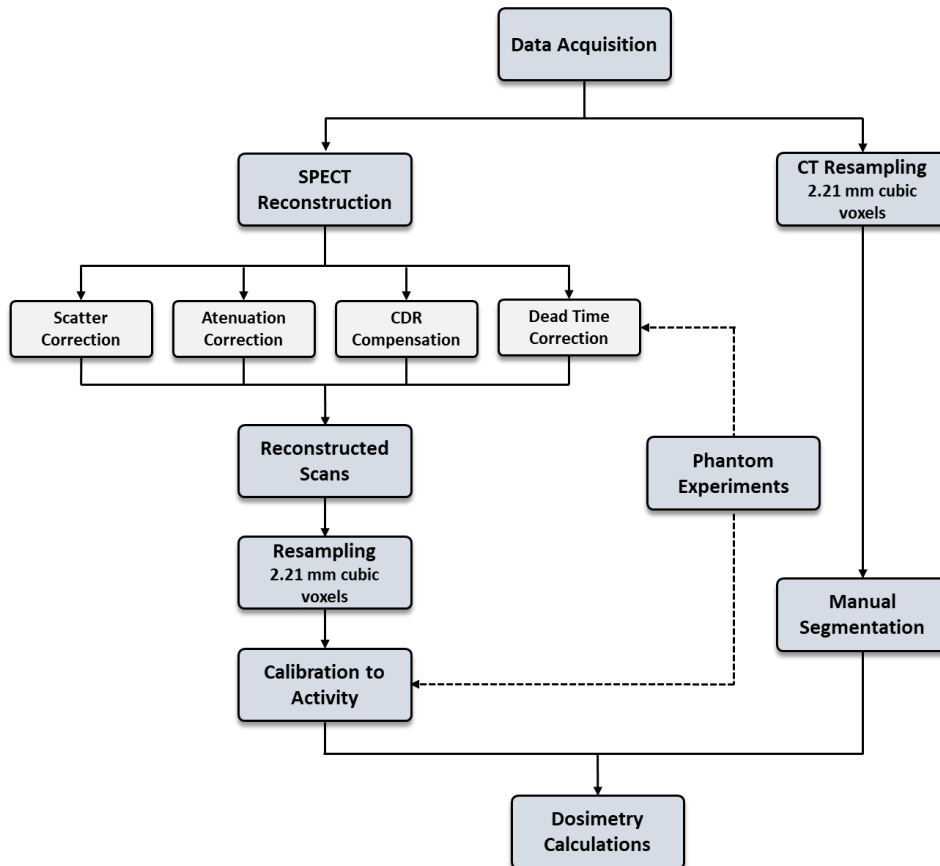 Data Acquisition
SPECT
Reconstruction
CT Resampling
2.21 mm cubic
voxels
Scatter
Correction
Atenuation
Correction
CDR
Compensation
Dead Time
Correction
Reconstructed
Scans
Phantom
Experiments
Resampling
2.21 mm cubic
voxels
Manual
Segmentation
Calibration to
Activity
Dosimetry
Calculations